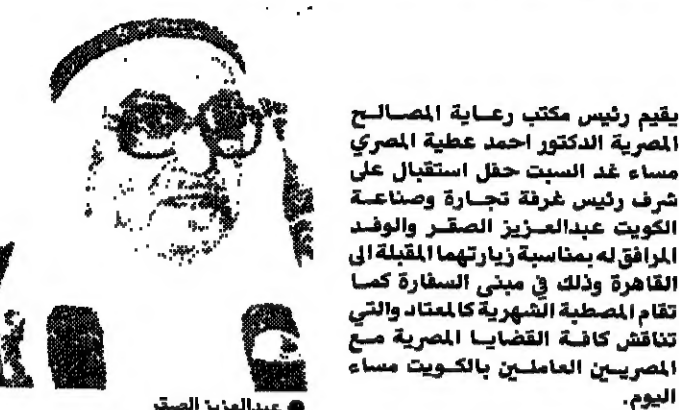 يقيم رئيس مكتب رعاية المصالح
المصرية الدكتور احمد عطية المصري
مساء غد السبت حفل استقبال على
شرف رئيس غرفة تجارة وصناعة
الكويت عبدالعزيز الصقر والوفد
المرافق له بمناسبة زيارتهما المقبلة الى
القاهرة وذلك في مبنى السفارة كما
تقام المصطبة الشهرية كالمعتاد والتي
تناقش كافة القضايا المصرية مع
المصريين العاملين بالكويت مساء
اليوم.
● عبدالعزيز الصقر